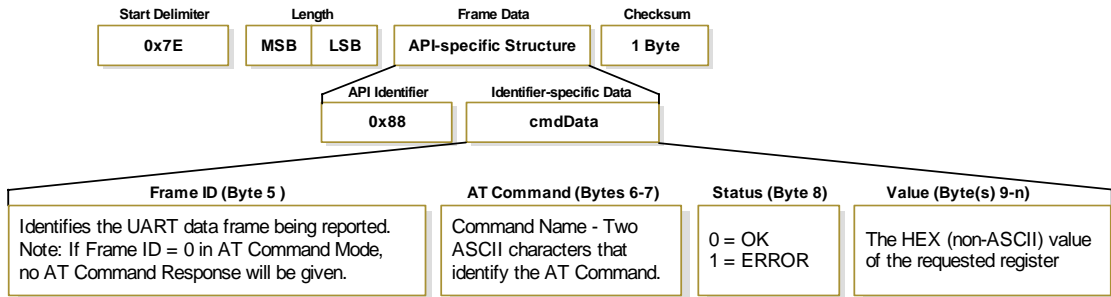 Start Delimiter
Length
Frame Data
Checksum
0x7E
MSB
LSB
API-specific Structure
1 Byte
API Identifier
Identifier-specific Data
0x88
cmdData
Frame ID (Byte 5 )
AT Command (Bytes 6-7)
Status (Byte 8)
Value (Byte(s) 9-n)
Identifies the UART data frame being reported.
Note: If Frame ID = 0 in AT Command Mode,
no AT Command Response will be given.
Command Name - Two
ASCII characters that
identify the AT Command.
0 = OK
1 = ERROR
The HEX (non-ASCII) value
of the requested register